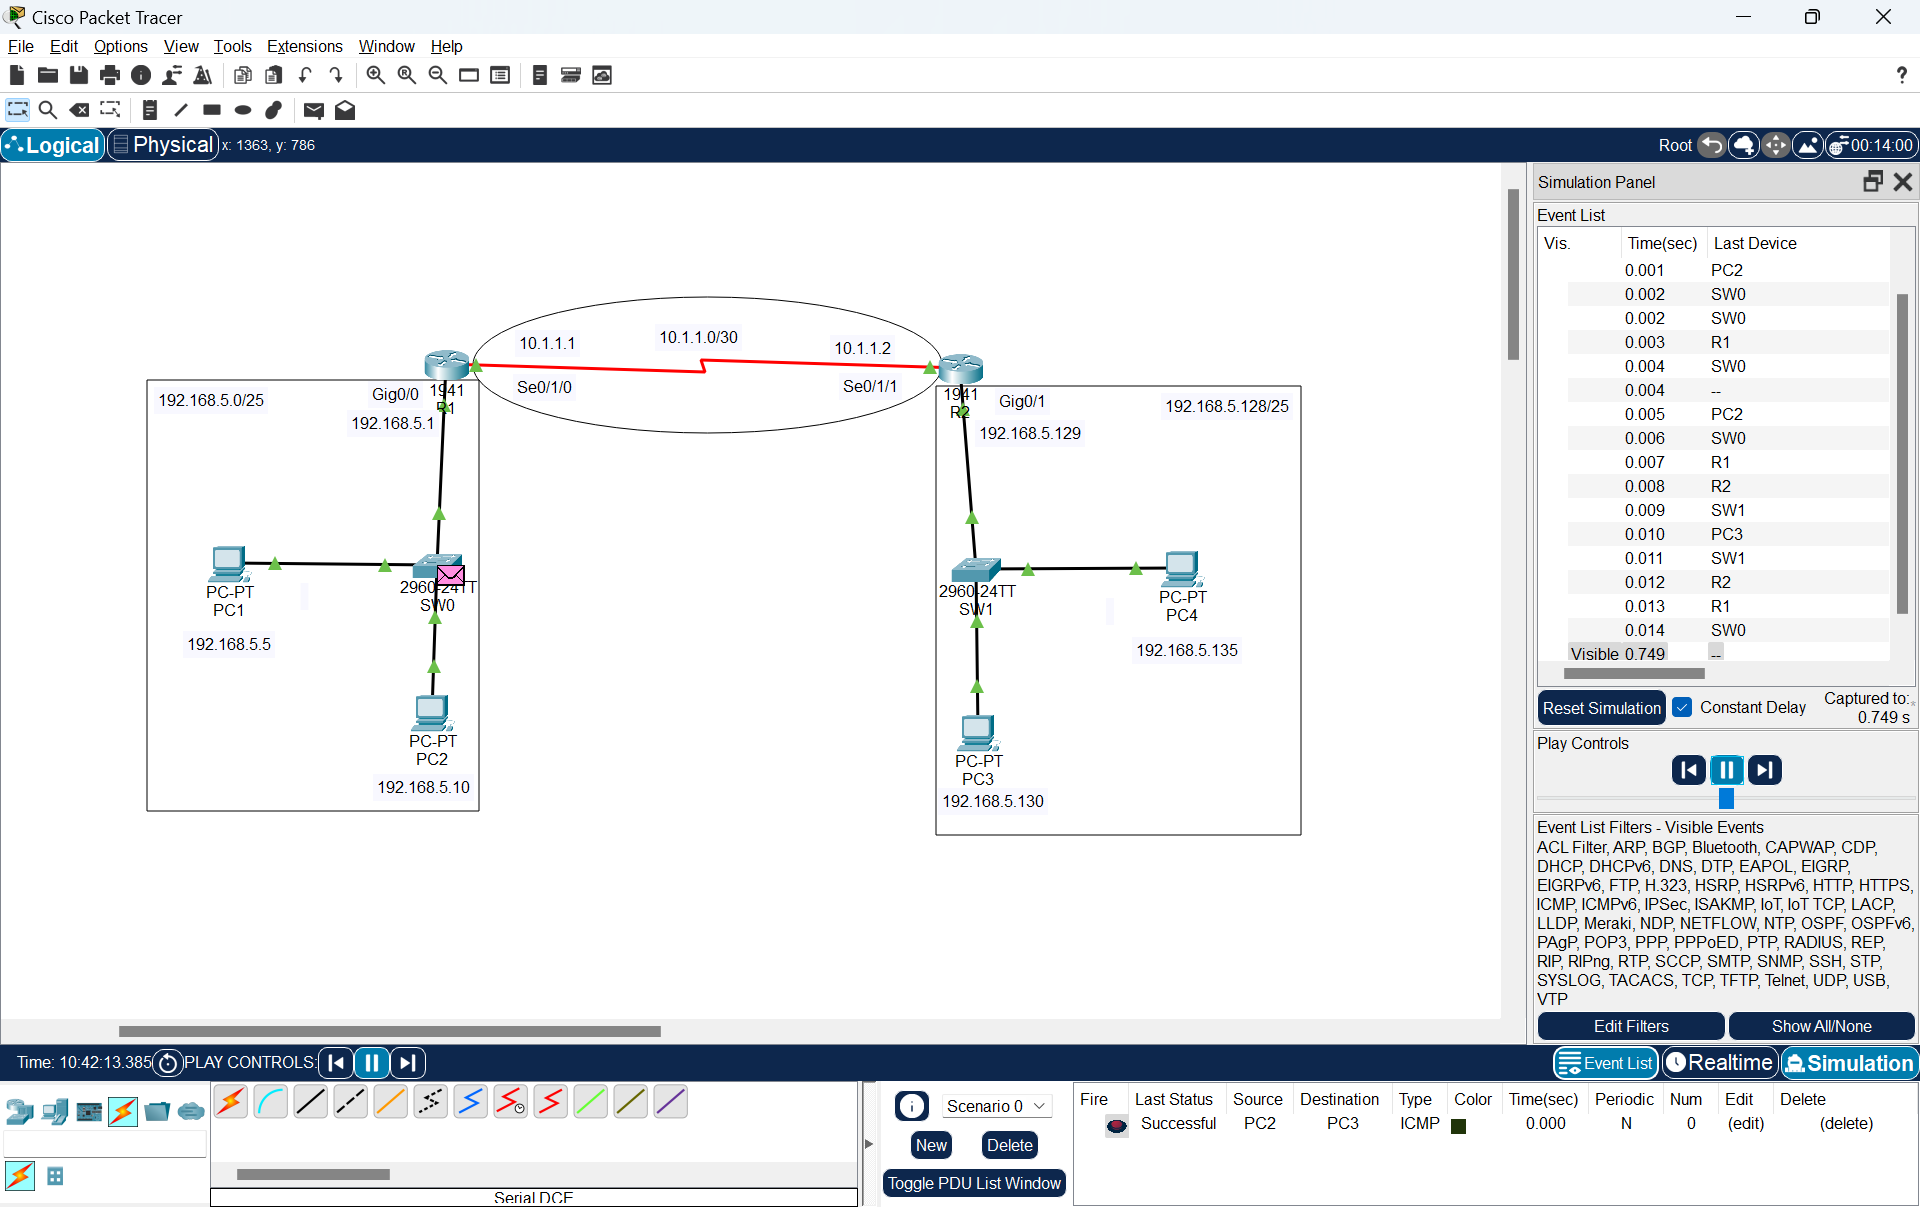 Cisco Packet Tracer
File Edit Options View Tools Extensions Window Help
Logical Physical x: 1363, y: 786 Root 00:14:00
10.1.1.1 10.1.1.0/30 10.1.1.2
Se0/1/0 Se0/1/1
192.168.5.0/25 Gig0/0 1941
R1
192.168.5.1
1941 Gig0/1 192.168.5.128/25
R2
192.168.5.129
PC-PT
PC1
192.168.5.5
2960-24TT
SW0
PC-PT
PC2
192.168.5.10
2960-24TT
SW1
PC-PT
PC4
192.168.5.135
PC-PT
PC3
192.168.5.130
Simulation Panel
Event List
Vis. Time(sec) Last Device
0.001 PC2
0.002 SW0
0.002 SW0
0.003 R1
0.004 SW0
0.004 --
0.005 PC2
0.006 SW0
0.007 R1
0.008 R2
0.009 SW1
0.010 PC3
0.011 SW1
0.012 R2
0.013 R1
0.014 SW0
Visible 0.749 --
Reset Simulation Constant Delay Captured to:
0.749 s
Play Controls
Event List Filters - Visible Events
ACL Filter, ARP, BGP, Bluetooth, CAPWAP, CDP,
DHCP, DHCPv6, DNS, DTP, EAPOL, EIGRP,
EIGRPv6, FTP, H.323, HSRP, HSRPv6, HTTP, HTTPS,
ICMP, ICMPv6, IPSec, ISAKMP, IoT, IoT TCP, LACP,
LLDP, Meraki, NDP, NETFLOW, NTP, OSPF, OSPFv6,
PAgP, POP3, PPP, PPPoED, PTP, RADIUS, REP,
RIP, RIPng, RTP, SCCP, SMTP, SNMP, SSH, STP,
SYSLOG, TACACS, TCP, TFTP, Telnet, UDP, USB,
VTP
Edit Filters Show All/None
Time: 10:42:13.385 PLAY CONTROLS: Event List Realtime Simulation
Serial DCE
Scenario 0
New Delete
Toggle PDU List Window
Fire Last Status Source Destination Type Color Time(sec) Periodic Num Edit Delete
Successful PC2 PC3 ICMP 0.000 N 0 (edit) (delete)